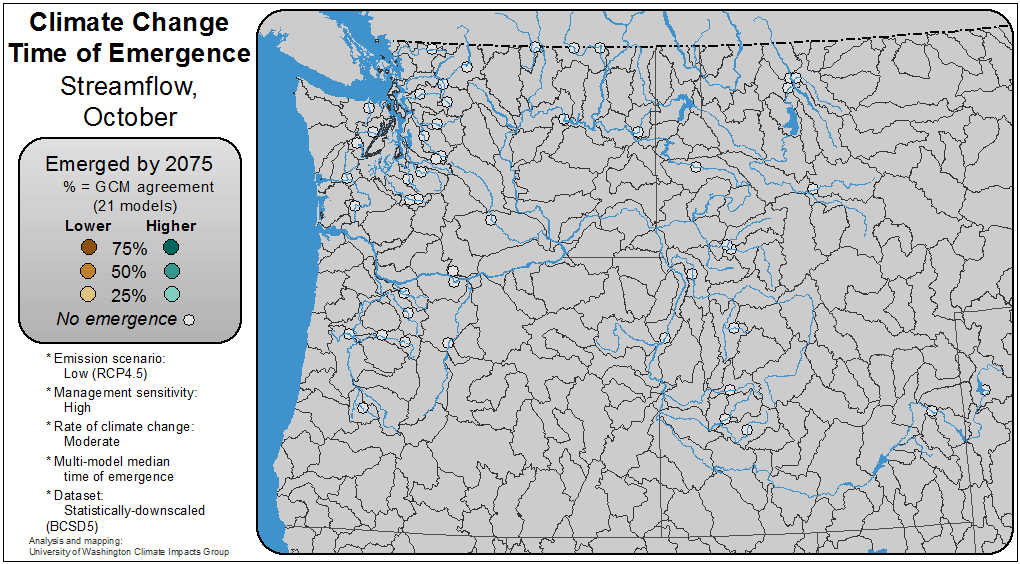 Climate Change
Time of Emergence
Streamflow,
October
Emerged by 2075
% = GCM agreement
(21 models)
Lower Higher
75%
50%
25%
No emergence
* Emission scenario:
Low (RCP4.5)
* Management sensitivity:
High
* Rate of climate change:
Moderate
* Multi-model median
time of emergence
* Dataset:
Statistically-downscaled
(BCSD5)
Analysis and mapping:
University of Washington Climate Impacts Group